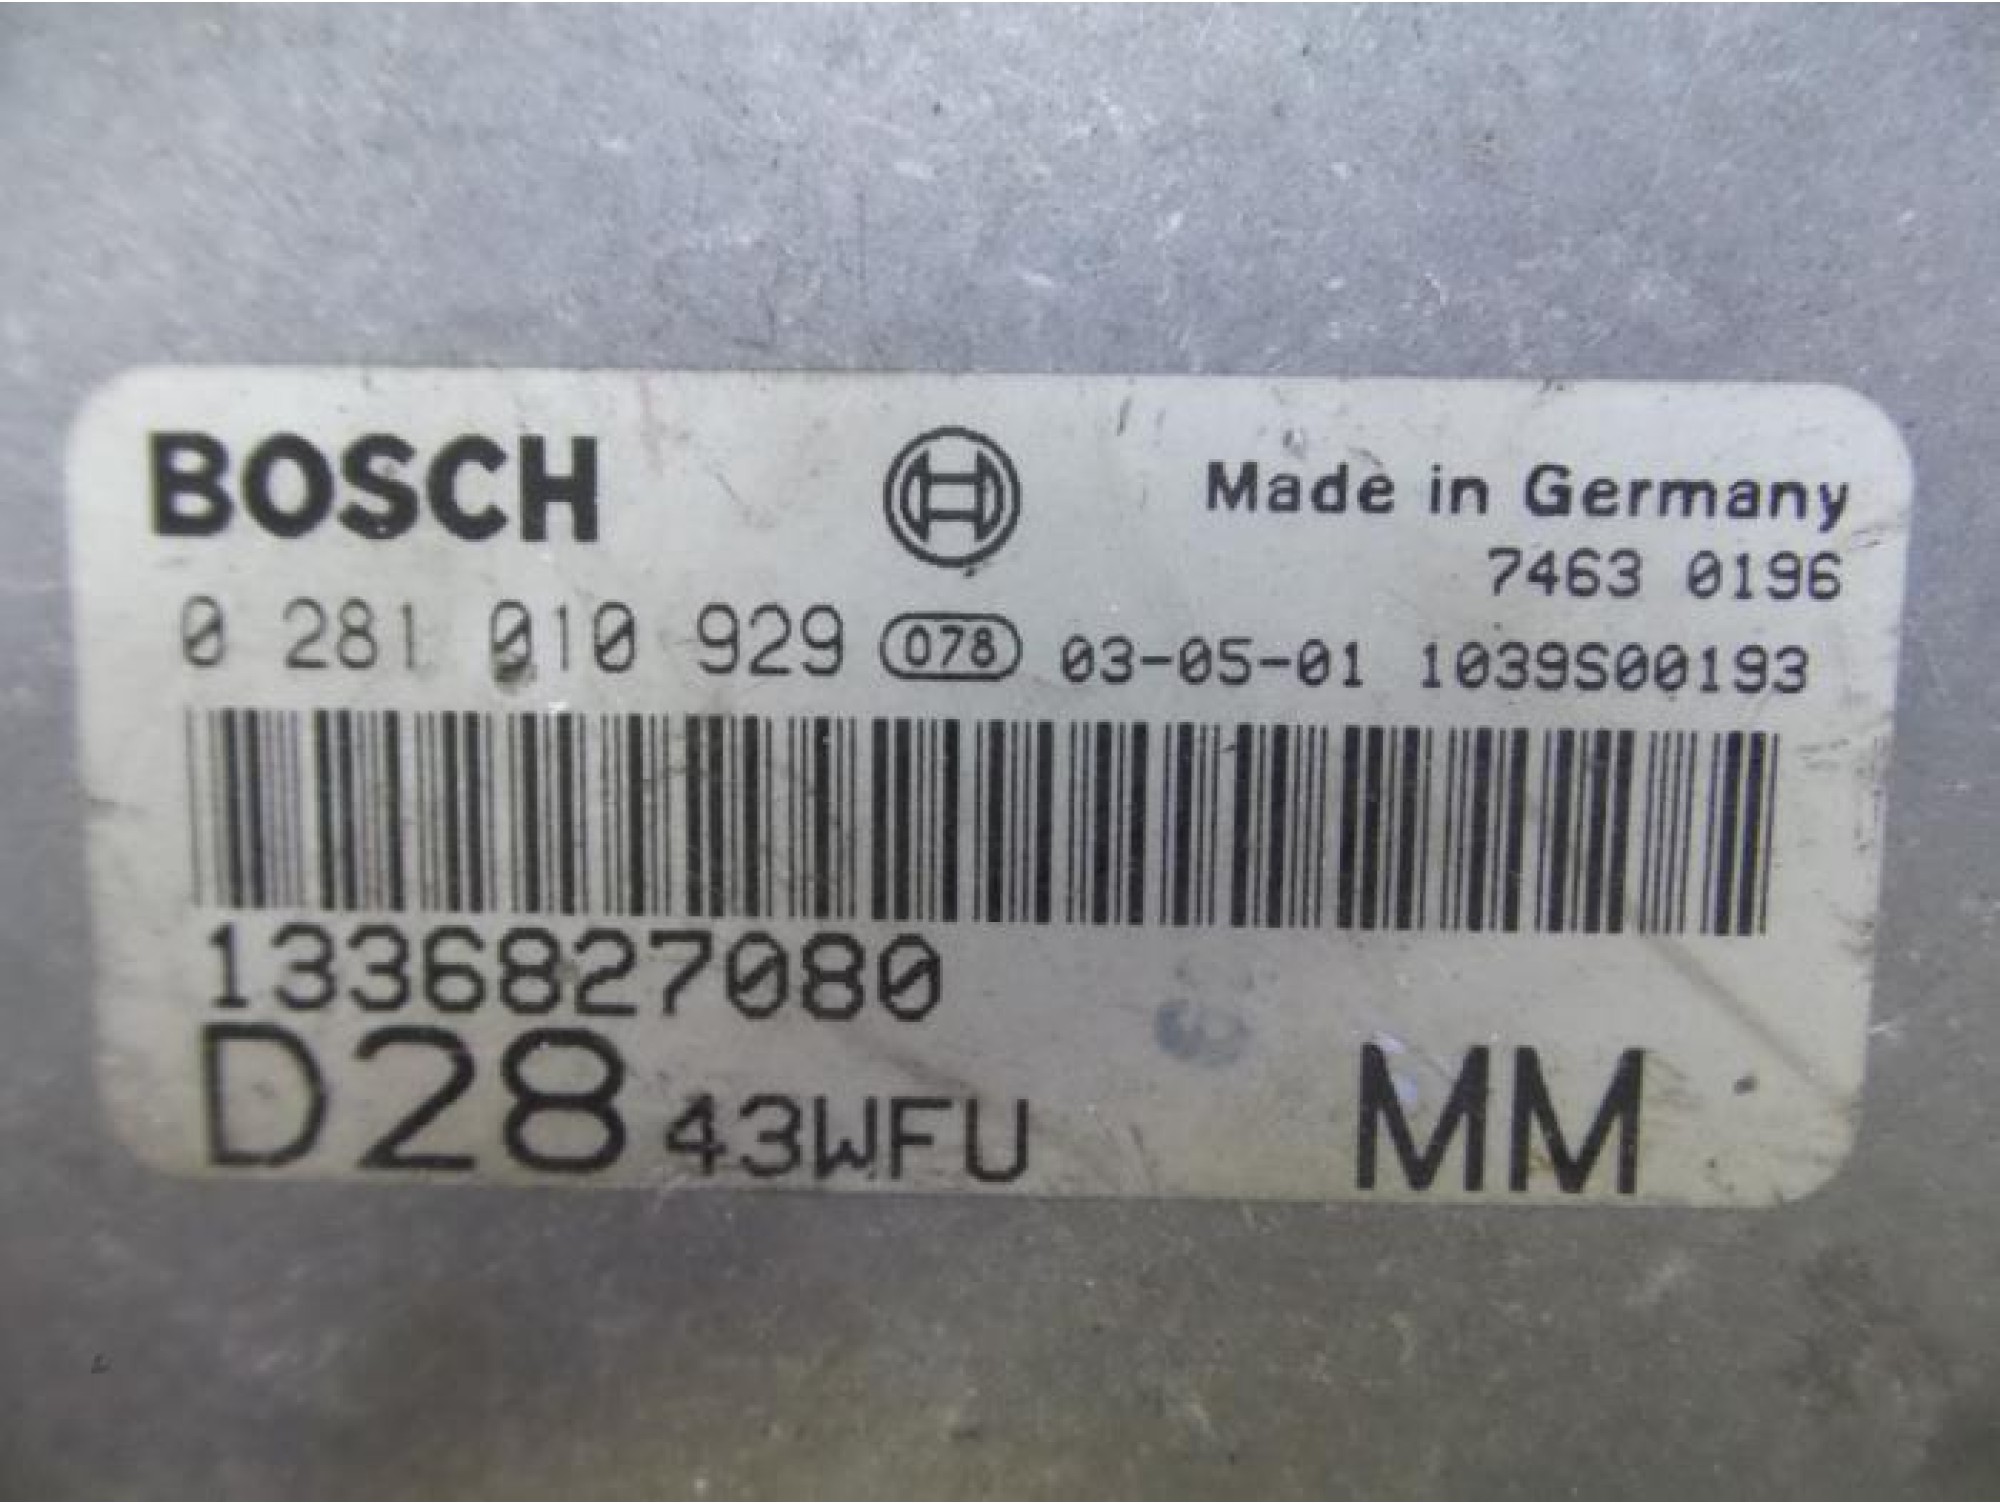 BOSCH Made in Germany
7463 0196
0 281 010 929 078 03-05-01 1039S00193
1336827080
D28 43WFU MM